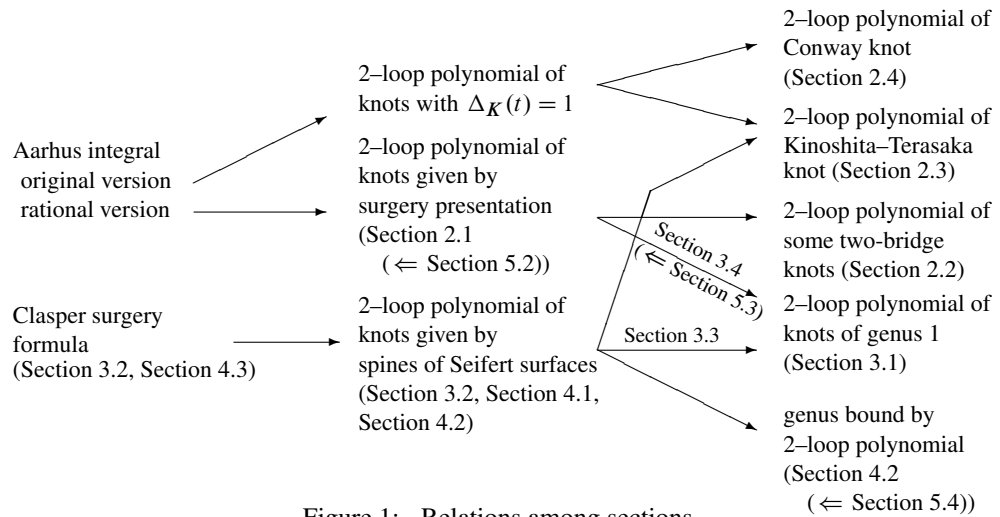 Aarhus integral
original version
rational version
Clasper surgery
formula
(Section 3.2, Section 4.3)
2–loop polynomial of
knots with Δ_K(t) = 1
2–loop polynomial of
knots given by
surgery presentation
(Section 2.1
(⇐ Section 5.2))
2–loop polynomial of
knots given by
spines of Seifert surfaces
(Section 3.2, Section 4.1,
Section 4.2)
Section 3.4
(⇐ Section 5.3)
Section 3.3
2–loop polynomial of
Conway knot
(Section 2.4)
2–loop polynomial of
Kinoshita–Terasaka
knot (Section 2.3)
2–loop polynomial of
some two-bridge
knots (Section 2.2)
2–loop polynomial of
knots of genus 1
(Section 3.1)
genus bound by
2–loop polynomial
(Section 4.2
(⇐ Section 5.4))
Figure 1: Relations among sections